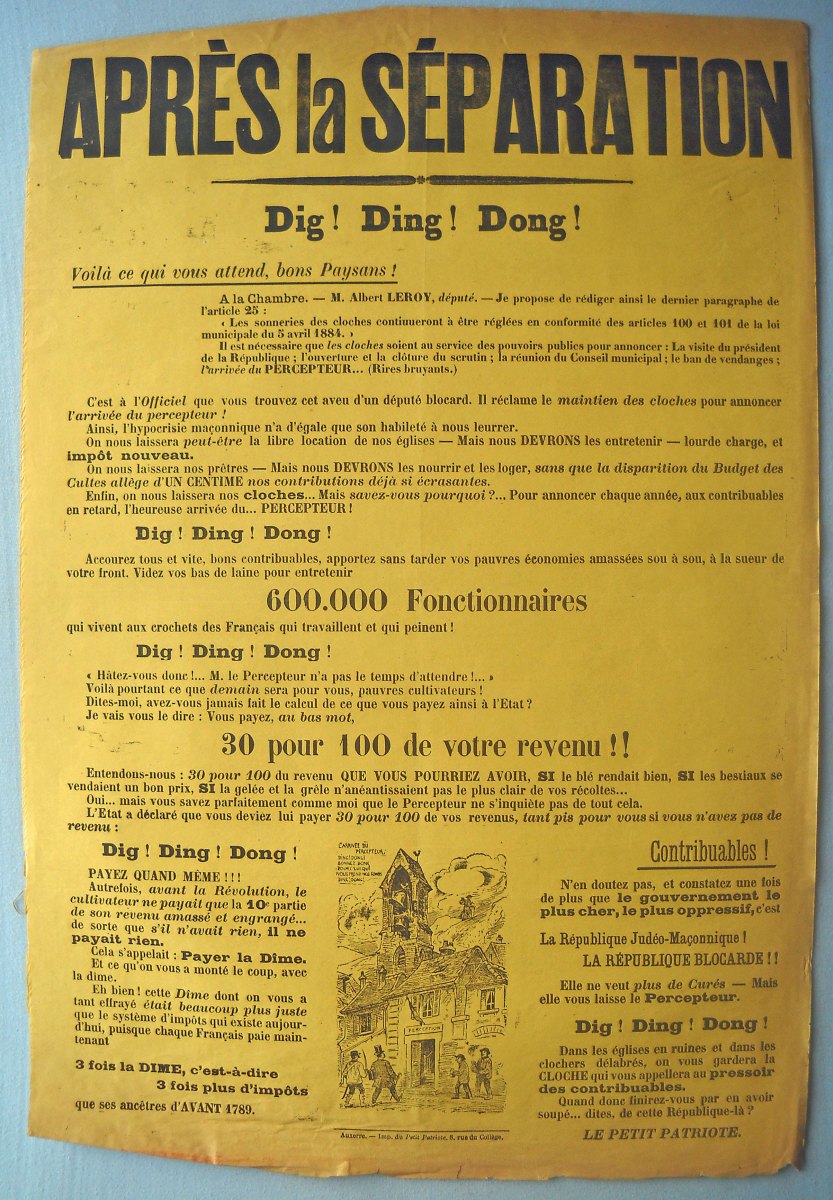 APRÈS la SÉPARATION
Dig ! Ding ! Dong !
Voilà ce qui vous attend, bons Paysans !
A la Chambre. — M. Albert LEROY, député. — Je propose de rédiger ainsi le dernier paragraphe de
l'article 25 :
« Les sonneries des cloches continueront à être réglées en conformité des articles 100 et 101 de la loi
municipale du 5 avril 1884. »
Il est nécessaire que les cloches soient au service des pouvoirs publics pour annoncer : La visite du président
de la République ; l'ouverture et la clôture du scrutin ; la réunion du Conseil municipal ; le ban de vendanges ;
l'arrivée du PERCEPTEUR... (Rires bruyants.)
C'est à l'Officiel que vous trouvez cet aveu d'un député blocard. Il réclame le maintien des cloches pour annoncer
l'arrivée du percepteur !
Ainsi, l'hypocrisie maçonnique n'a d'égale que son habileté à nous leurrer.
On nous laissera peut-être la libre location de nos églises — Mais nous DEVRONS les entretenir — lourde charge, et
impôt nouveau.
On nous laissera nos prêtres — Mais nous DEVRONS les nourrir et les loger, sans que la disparition du Budget des
Cultes allège d'UN CENTIME nos contributions déjà si écrasantes.
Enfin, on nous laissera nos cloches... Mais savez-vous pourquoi ?... Pour annoncer chaque année, aux contribuables
en retard, l'heureuse arrivée du... PERCEPTEUR !
Dig ! Ding ! Dong !
Accourez tous et vite, bons contribuables, apportez sans tarder vos pauvres économies amassées sou à sou, à la sueur de
votre front. Videz vos bas de laine pour entretenir
600.000 Fonctionnaires
qui vivent aux crochets des Français qui travaillent et qui peinent !
Dig ! Ding ! Dong !
« Hâtez-vous donc !... M. le Percepteur n'a pas le temps d'attendre !... »
Voilà pourtant ce que demain sera pour vous, pauvres cultivateurs !
Dites-moi, avez-vous jamais fait le calcul de ce que vous payez ainsi à l'Etat ?
Je vais vous le dire : Vous payez, au bas mot,
30 pour 100 de votre revenu !!
Entendons-nous : 30 pour 100 du revenu QUE VOUS POURRIEZ AVOIR, SI le blé rendait bien, SI les bestiaux se
vendaient un bon prix, SI la gelée et la grêle n'anéantissaient pas le plus clair de vos récoltes...
Oui... mais vous savez parfaitement comme moi que le Percepteur ne s'inquiète pas de tout cela.
L'Etat a déclaré que vous deviez lui payer 30 pour 100 de vos revenus, tant pis pour vous si vous n'avez pas de
revenu :
Dig ! Ding ! Dong !
PAYEZ QUAND MÊME !!!
Autrefois, avant la Révolution, le
cultivateur ne payait que la 10e partie
de son revenu amassé et engrangé...
de sorte que s'il n'avait rien, il ne
payait rien.
Cela s'appelait : Payer la Dîme.
Et ce qu'on vous a monté le coup, avec
la dîme.
Eh bien ! cette Dîme dont on vous a
tant effrayé était beaucoup plus juste
que le système d'impôts qui existe aujour-
d'hui, puisque chaque Français paie main-
tenant
3 fois la DIME, c'est-à-dire
3 fois plus d'impôts
que ses ancêtres d'AVANT 1789.
L'ARRIVÉE DU
PERCEPTEUR
PERCEPTION
Auxerre. — Imp. du Petit Patriote, 8, rue du Collège.
Contribuables !
N'en doutez pas, et constatez une fois
de plus que le gouvernement le
plus cher, le plus oppressif, c'est
La République Judéo-Maçonnique !
LA RÉPUBLIQUE BLOCARDE !!
Elle ne veut plus de Curés — Mais
elle vous laisse le Percepteur.
Dig ! Ding ! Dong !
Dans les églises en ruines et dans les
clochers délabrés, on vous gardera la
CLOCHE qui vous appellera au pressoir
des contribuables.
Quand donc finirez-vous par en avoir
soupé... dites, de cette République-là ?
LE PETIT PATRIOTE.